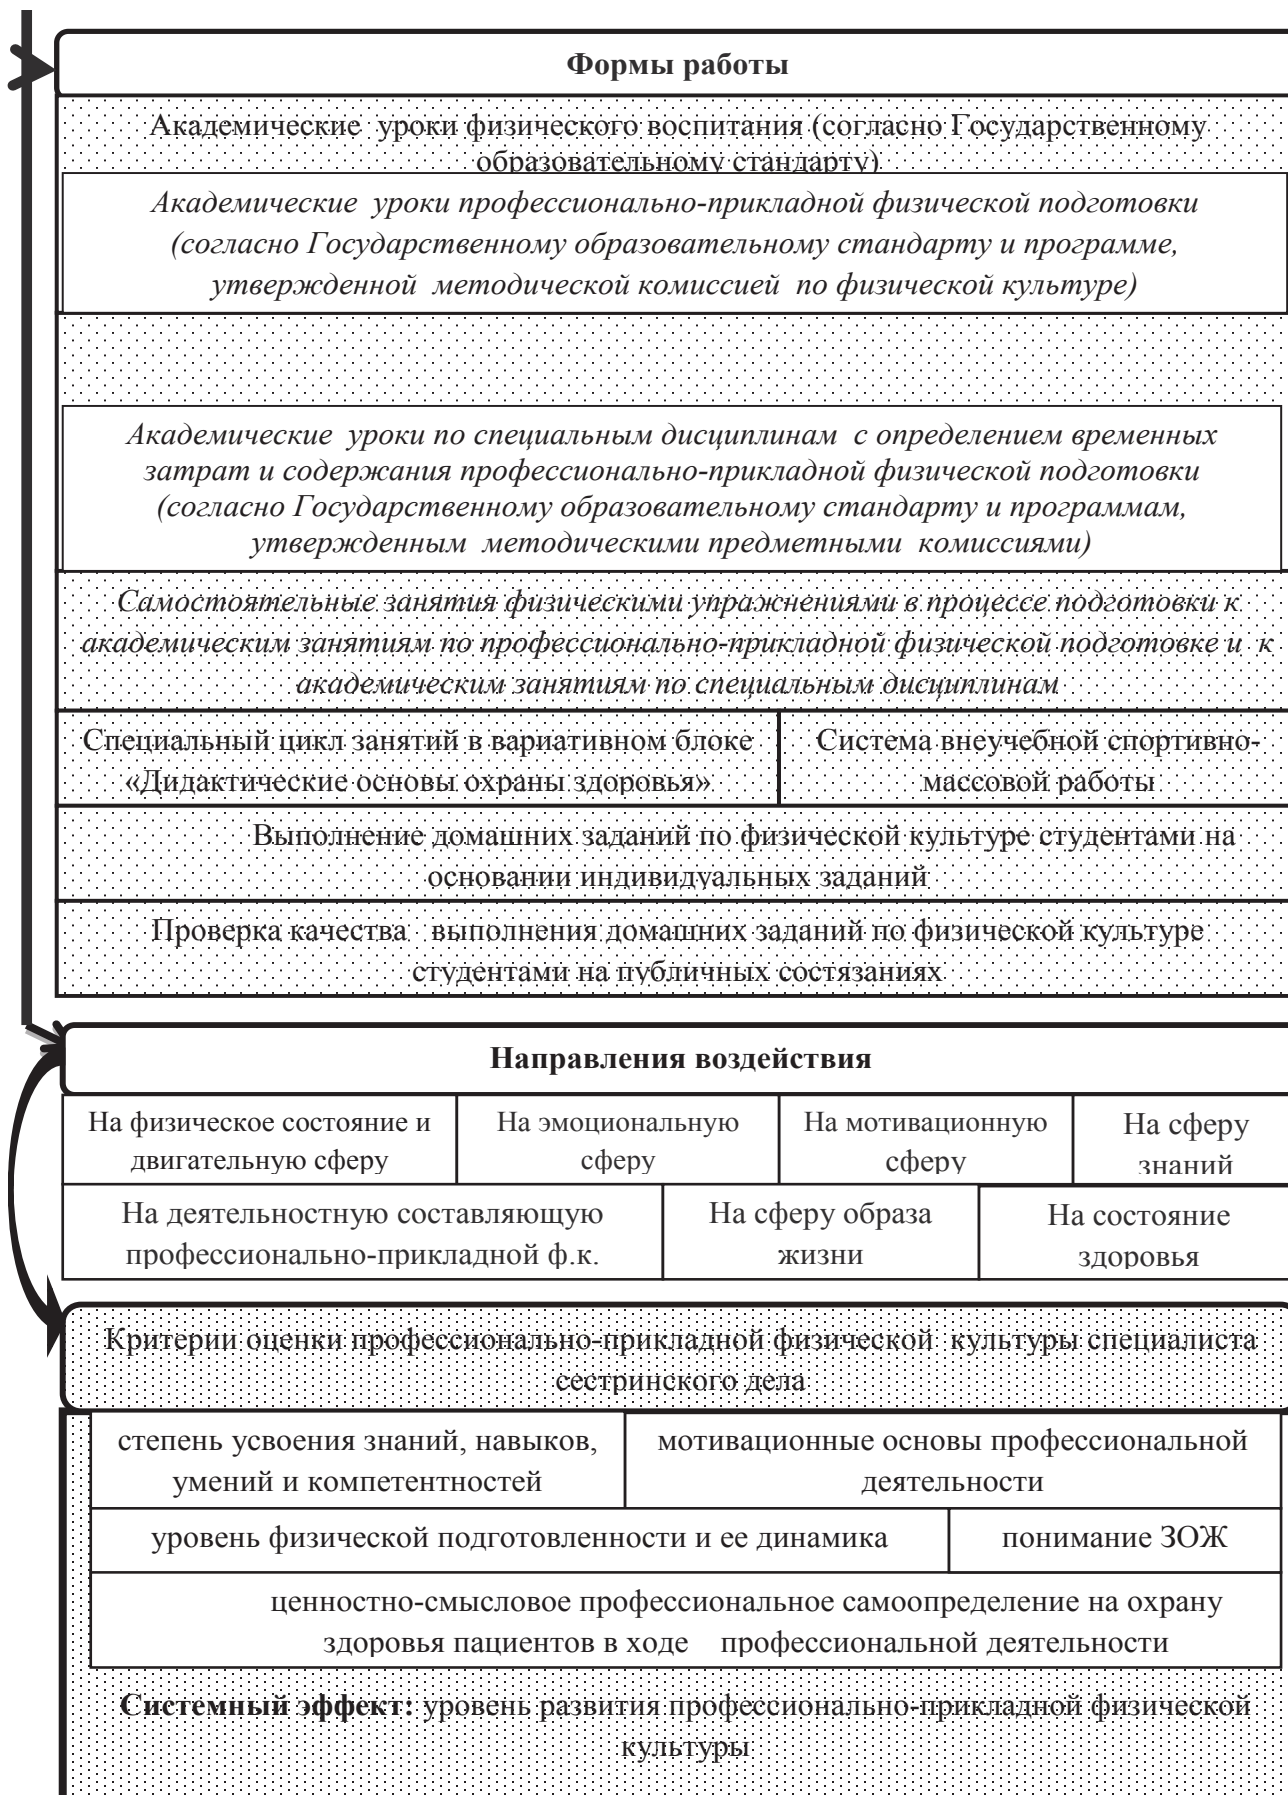 Формы работы
Академические уроки физического воспитания (согласно Государственному
образовательному стандарту)
Академические уроки профессионально-прикладной физической подготовки
(согласно Государственному образовательному стандарту и программе,
утвержденной методической комиссией по физической культуре)
Академические уроки по специальным дисциплинам с определением временных
затрат и содержания профессионально-прикладной физической подготовки
(согласно Государственному образовательному стандарту и программам,
утвержденным методическими предметными комиссиями)
Самостоятельные занятия физическими упражнениями в процессе подготовки к
академическим занятиям по профессионально-прикладной физической подготовке и к
академическим занятиям по специальным дисциплинам
Специальный цикл занятий в вариативном блоке
«Дидактические основы охраны здоровья»
Система внеучебной спортивно-
массовой работы
Выполнение домашних заданий по физической культуре студентами на
основании индивидуальных заданий
Проверка качества выполнения домашних заданий по физической культуре
студентами на публичных состязаниях
Направления воздействия
На физическое состояние и
двигательную сферу
На эмоциональную
сферу
На мотивационную
сферу
На сферу
знаний
На деятельностную составляющую
профессионально-прикладной ф.к.
На сферу образа
жизни
На состояние
здоровья
Критерии оценки профессионально-прикладной физической культуры специалиста
сестринского дела
степень усвоения знаний, навыков,
умений и компетентностей
мотивационные основы профессиональной
деятельности
уровень физической подготовленности и ее динамика
понимание ЗОЖ
ценностно-смысловое профессиональное самоопределение на охрану
здоровья пациентов в ходе профессиональной деятельности
Системный эффект: уровень развития профессионально-прикладной физической
культуры